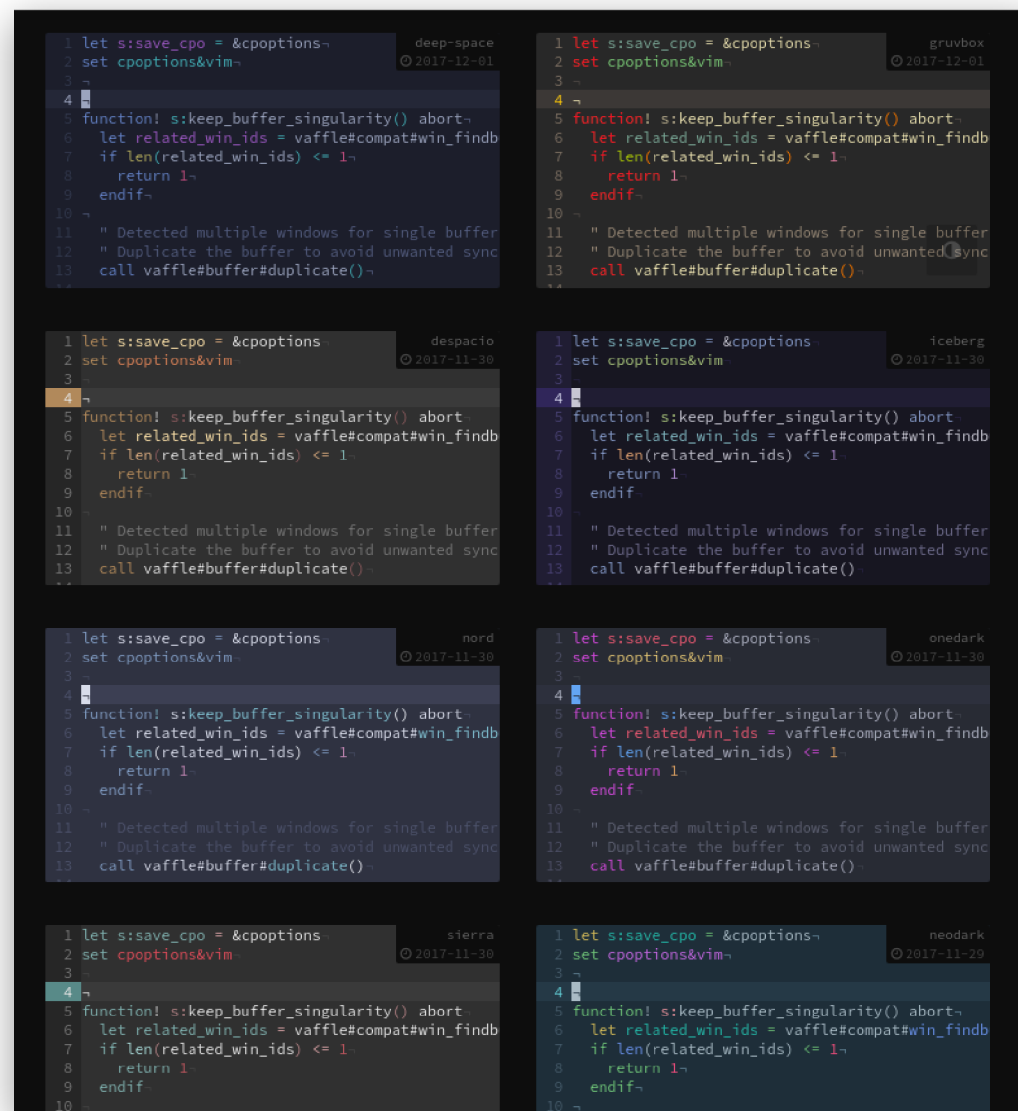 deep-space
2017-12-01
1 let s:save_cpo = &cpoptions¬
2 set cpoptions&vim¬
3 ¬
4 ¬
5 function! s:keep_buffer_singularity() abort¬
6 let related_win_ids = vaffle#compat#win_findb
7 if len(related_win_ids) <= 1¬
8 return 1¬
9 endif¬
10 ¬
11 " Detected multiple windows for single buffer
12 " Duplicate the buffer to avoid unwanted sync
13 call vaffle#buffer#duplicate()¬
gruvbox
2017-12-01
1 let s:save_cpo = &cpoptions¬
2 set cpoptions&vim¬
3 ¬
4 ¬
5 function! s:keep_buffer_singularity() abort¬
6 let related_win_ids = vaffle#compat#win_findb
7 if len(related_win_ids) <= 1¬
8 return 1¬
9 endif¬
10 ¬
11 " Detected multiple windows for single buffer
12 " Duplicate the buffer to avoid unwanted sync
13 call vaffle#buffer#duplicate()¬
despacio
2017-11-30
1 let s:save_cpo = &cpoptions¬
2 set cpoptions&vim¬
3 ¬
4 ¬
5 function! s:keep_buffer_singularity() abort¬
6 let related_win_ids = vaffle#compat#win_findb
7 if len(related_win_ids) <= 1¬
8 return 1¬
9 endif¬
10 ¬
11 " Detected multiple windows for single buffer
12 " Duplicate the buffer to avoid unwanted sync
13 call vaffle#buffer#duplicate()¬
iceberg
2017-11-30
1 let s:save_cpo = &cpoptions¬
2 set cpoptions&vim¬
3 ¬
4 ¬
5 function! s:keep_buffer_singularity() abort¬
6 let related_win_ids = vaffle#compat#win_findb
7 if len(related_win_ids) <= 1¬
8 return 1¬
9 endif¬
10 ¬
11 " Detected multiple windows for single buffer
12 " Duplicate the buffer to avoid unwanted sync
13 call vaffle#buffer#duplicate()¬
nord
2017-11-30
1 let s:save_cpo = &cpoptions¬
2 set cpoptions&vim¬
3 ¬
4 ¬
5 function! s:keep_buffer_singularity() abort¬
6 let related_win_ids = vaffle#compat#win_findb
7 if len(related_win_ids) <= 1¬
8 return 1¬
9 endif¬
10 ¬
11 " Detected multiple windows for single buffer
12 " Duplicate the buffer to avoid unwanted sync
13 call vaffle#buffer#duplicate()¬
onedark
2017-11-30
1 let s:save_cpo = &cpoptions¬
2 set cpoptions&vim¬
3 ¬
4 ¬
5 function! s:keep_buffer_singularity() abort¬
6 let related_win_ids = vaffle#compat#win_findb
7 if len(related_win_ids) <= 1¬
8 return 1¬
9 endif¬
10 ¬
11 " Detected multiple windows for single buffer
12 " Duplicate the buffer to avoid unwanted sync
13 call vaffle#buffer#duplicate()¬
sierra
2017-11-30
1 let s:save_cpo = &cpoptions¬
2 set cpoptions&vim¬
3 ¬
4 ¬
5 function! s:keep_buffer_singularity() abort¬
6 let related_win_ids = vaffle#compat#win_findb
7 if len(related_win_ids) <= 1¬
8 return 1¬
9 endif¬
10
neodark
2017-11-29
1 let s:save_cpo = &cpoptions¬
2 set cpoptions&vim¬
3 ¬
4 ¬
5 function! s:keep_buffer_singularity() abort¬
6 let related_win_ids = vaffle#compat#win_findb
7 if len(related_win_ids) <= 1¬
8 return 1¬
9 endif¬
10 ¬